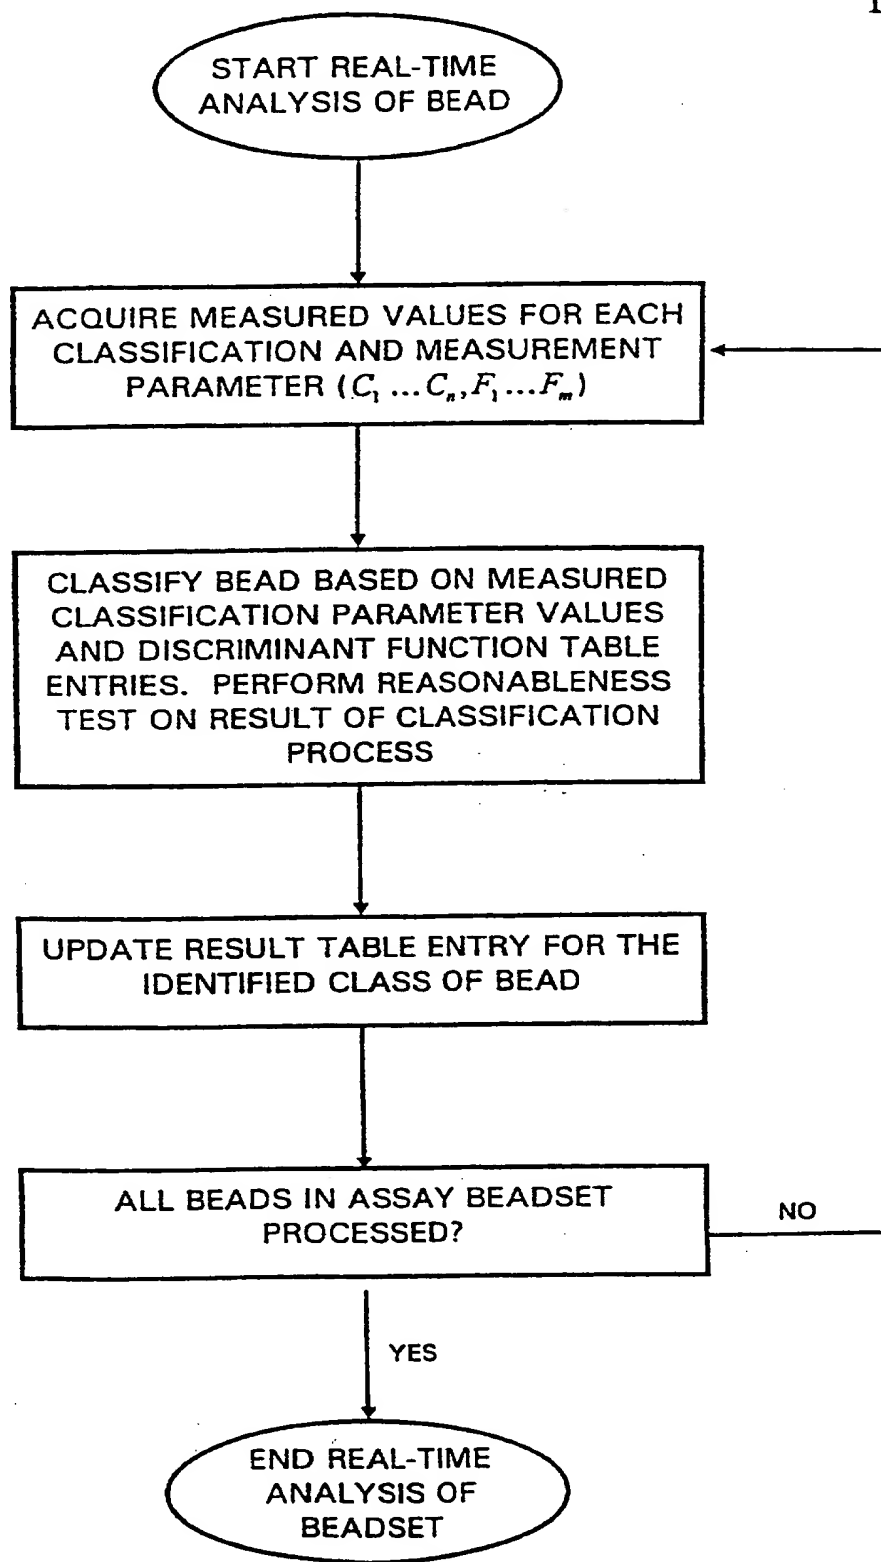 START REAL-TIME
ANALYSIS OF BEAD
ACQUIRE MEASURED VALUES FOR EACH
CLASSIFICATION AND MEASUREMENT
PARAMETER (C₁ ...Cₙ,F₁...Fₘ)
CLASSIFY BEAD BASED ON MEASURED
CLASSIFICATION PARAMETER VALUES
AND DISCRIMINANT FUNCTION TABLE
ENTRIES. PERFORM REASONABLENESS
TEST ON RESULT OF CLASSIFICATION
PROCESS
UPDATE RESULT TABLE ENTRY FOR THE
IDENTIFIED CLASS OF BEAD
ALL BEADS IN ASSAY BEADSET
PROCESSED?
NO
YES
END REAL-TIME
ANALYSIS OF
BEADSET